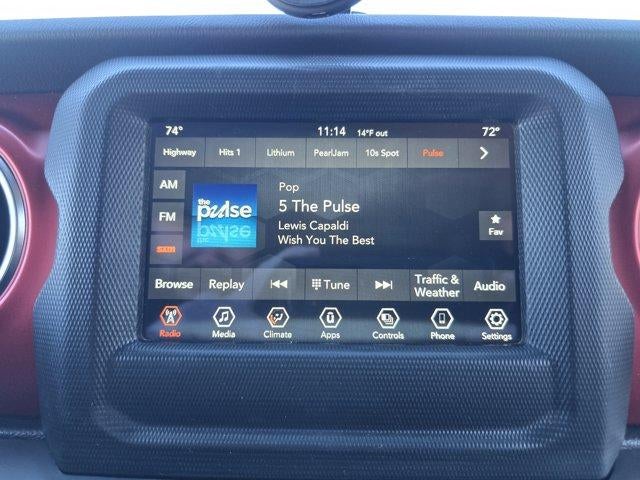 74° 11:14 14°F out 72°
Highway Hits 1 Lithium PearlJam 10s Spot Pulse
AM
FM
sxm
the
pulse
Pop
5 The Pulse
Lewis Capaldi
Wish You The Best
Fav
Browse Replay Tune Traffic & Weather Audio
Radio Media Climate Apps Controls Phone Settings